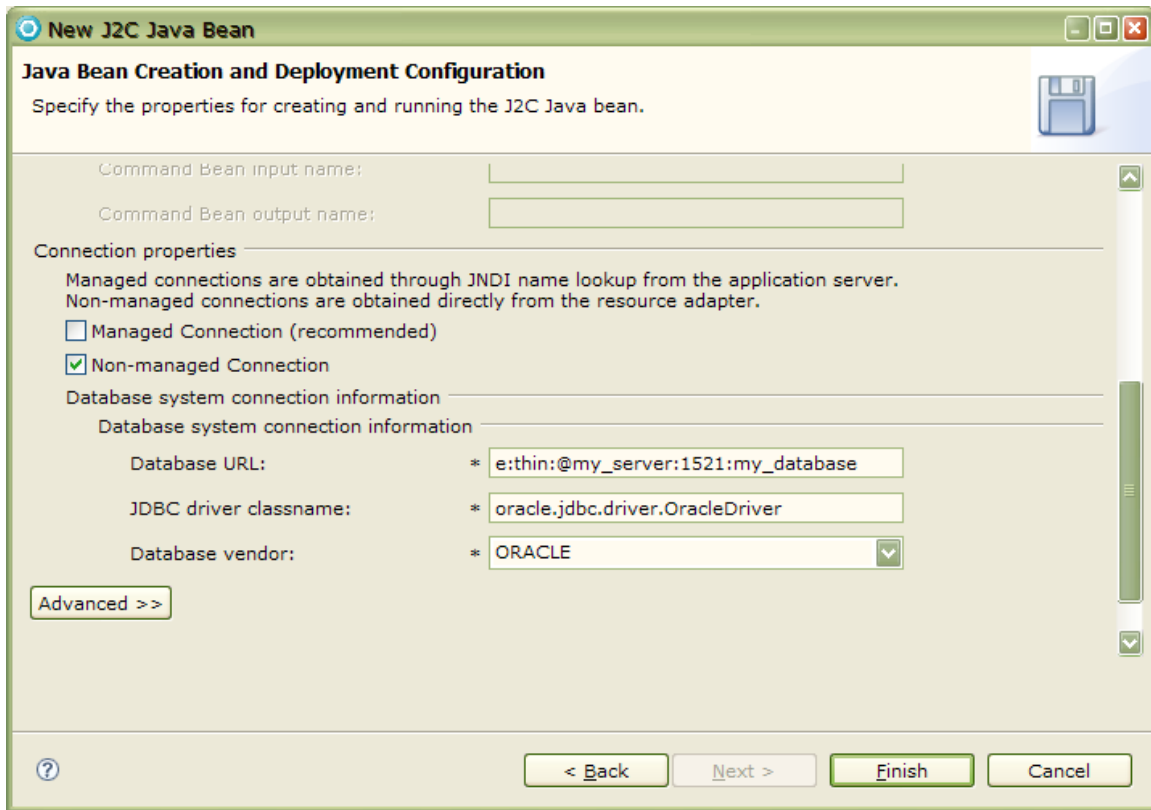 New J2C Java Bean
Java Bean Creation and Deployment Configuration
Specify the properties for creating and running the J2C Java bean.
Command Bean input name:
Command Bean output name:
Connection properties
Managed connections are obtained through JNDI name lookup from the application server.
Non-managed connections are obtained directly from the resource adapter.
Managed Connection (recommended)
Non-managed Connection
Database system connection information
Database system connection information
Database URL: * e:thin:@my_server:1521:my_database
JDBC driver classname: * oracle.jdbc.driver.OracleDriver
Database vendor: * ORACLE
Advanced >>
? < Back Next > Finish Cancel